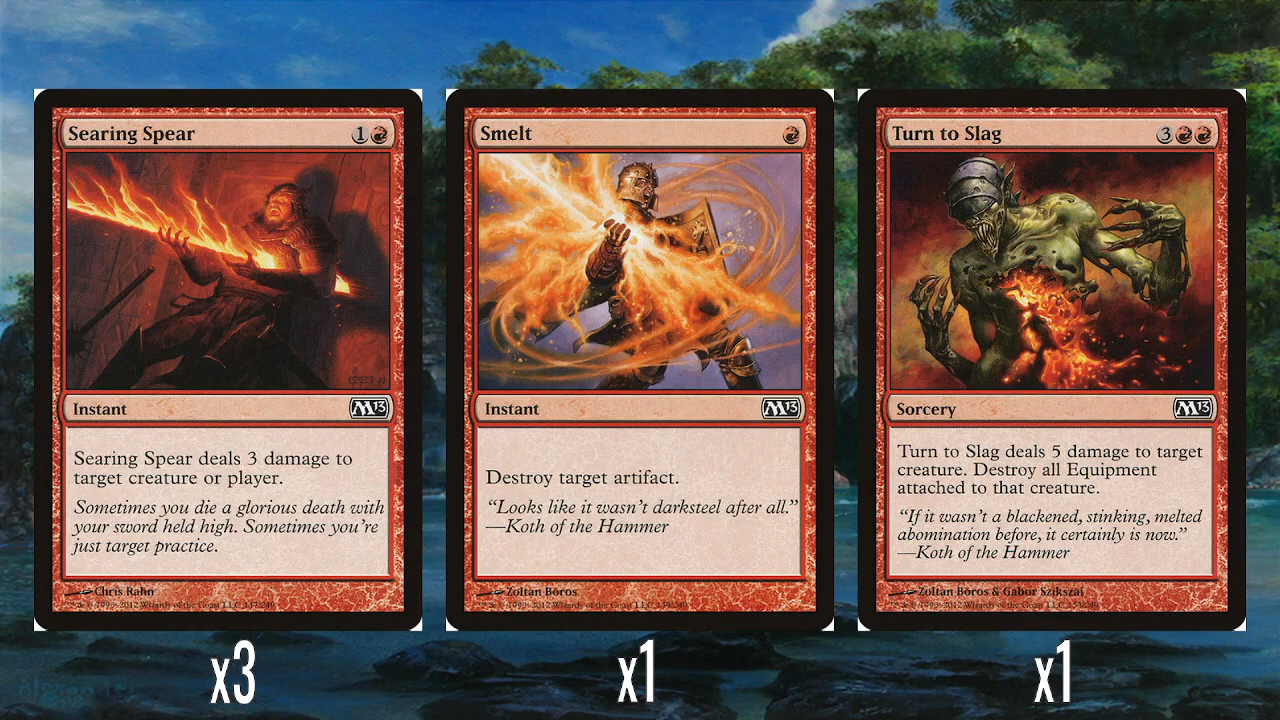 Searing Spear 1
Instant M13
Searing Spear deals 3 damage to
target creature or player.
Sometimes you die a glorious death with
your sword held high. Sometimes you're
just target practice.
Chris Rahn
x3
Smelt
Instant M13
Destroy target artifact.
“Looks like it wasn't darksteel after all.”
—Koth of the Hammer
Zoltan Boros
x1
Turn to Slag 3
Sorcery M13
Turn to Slag deals 5 damage to target
creature. Destroy all Equipment
attached to that creature.
“If it wasn't a blackened, stinking, melted
abomination before, it certainly is now.”
—Koth of the Hammer
Zoltan Boros & Gabor Szikszai
x1